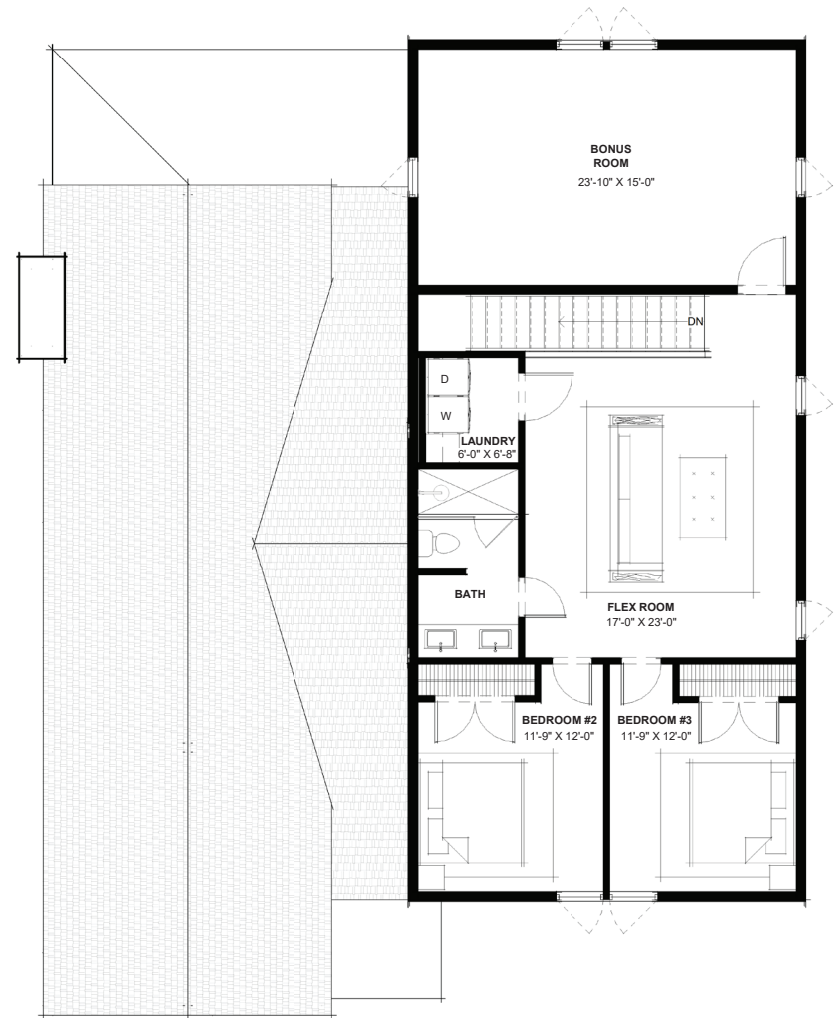 BONUS
ROOM
23'-10" X 15'-0"
DN
D
W
LAUNDRY
6'-0" X 6'-8"
BATH
FLEX ROOM
17'-0" X 23'-0"
BEDROOM #2
11'-9" X 12'-0"
BEDROOM #3
11'-9" X 12'-0"